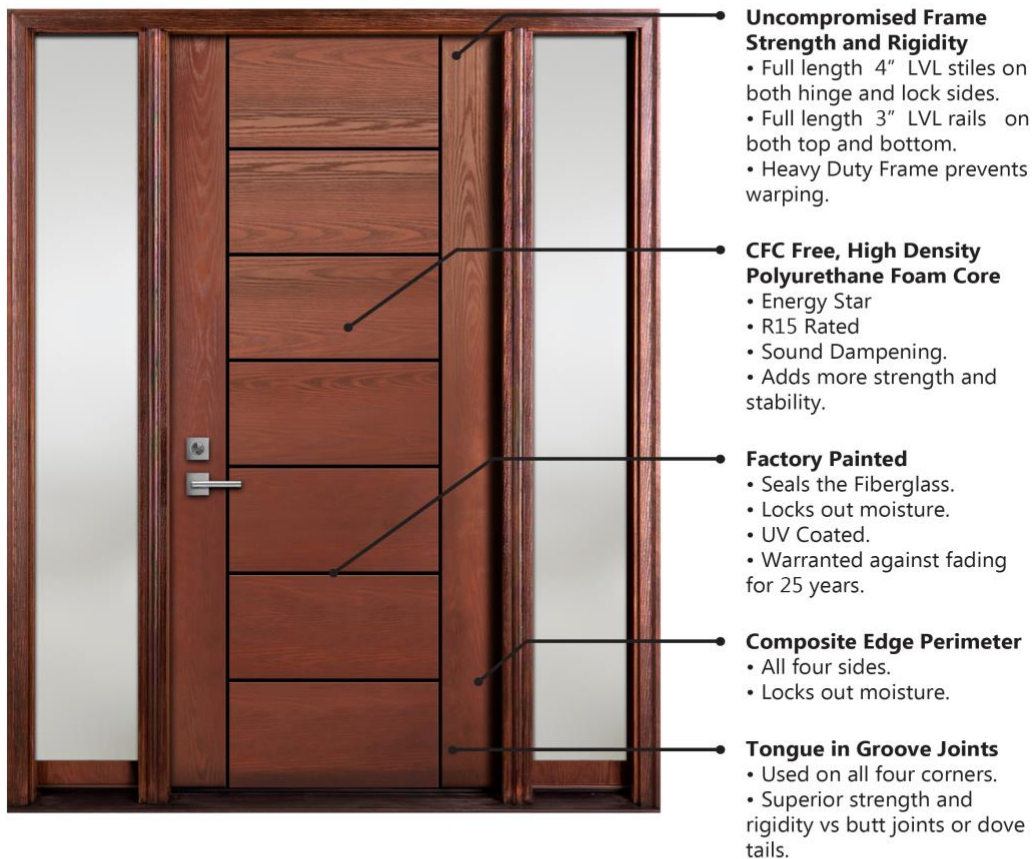 Uncompromised Frame
Strength and Rigidity
• Full length 4" LVL stiles on
both hinge and lock sides.
• Full length 3" LVL rails on
both top and bottom.
• Heavy Duty Frame prevents
warping.
CFC Free, High Density
Polyurethane Foam Core
• Energy Star
• R15 Rated
• Sound Dampening.
• Adds more strength and
stability.
Factory Painted
• Seals the Fiberglass.
• Locks out moisture.
• UV Coated.
• Warranted against fading
for 25 years.
Composite Edge Perimeter
• All four sides.
• Locks out moisture.
Tongue in Groove Joints
• Used on all four corners.
• Superior strength and
rigidity vs butt joints or dove
tails.